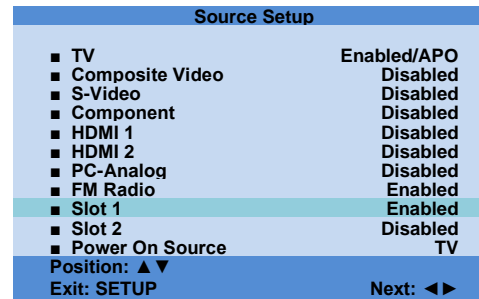 Source Setup
■ TV Enabled/APO
■ Composite Video Disabled
■ S-Video Disabled
■ Component Disabled
■ HDMI 1 Disabled
■ HDMI 2 Disabled
■ PC-Analog Disabled
■ FM Radio Enabled
■ Slot 1 Enabled
■ Slot 2 Disabled
■ Power On Source TV
Position: ▲▼
Exit: SETUP Next: ◄►